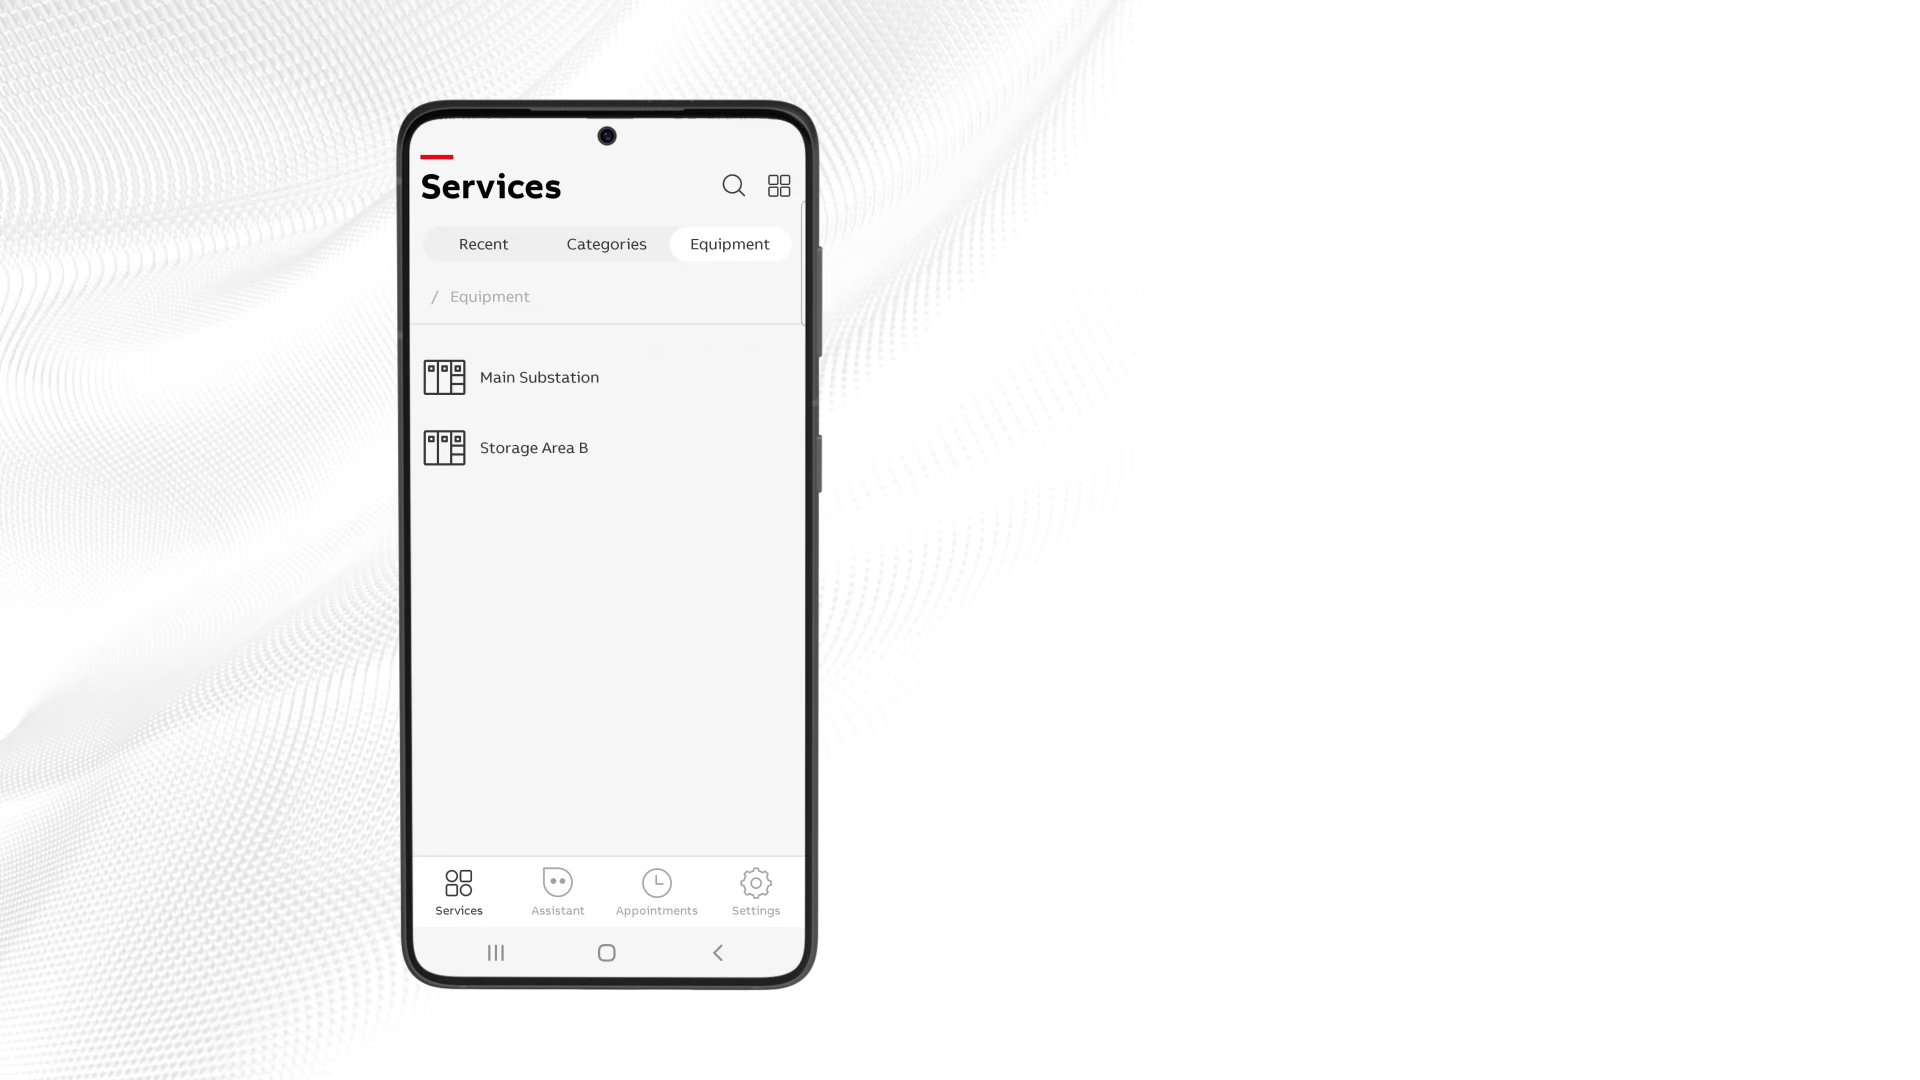 Services
Recent Categories Equipment
/ Equipment
Main Substation
Storage Area B
Services Assistant Appointments Settings